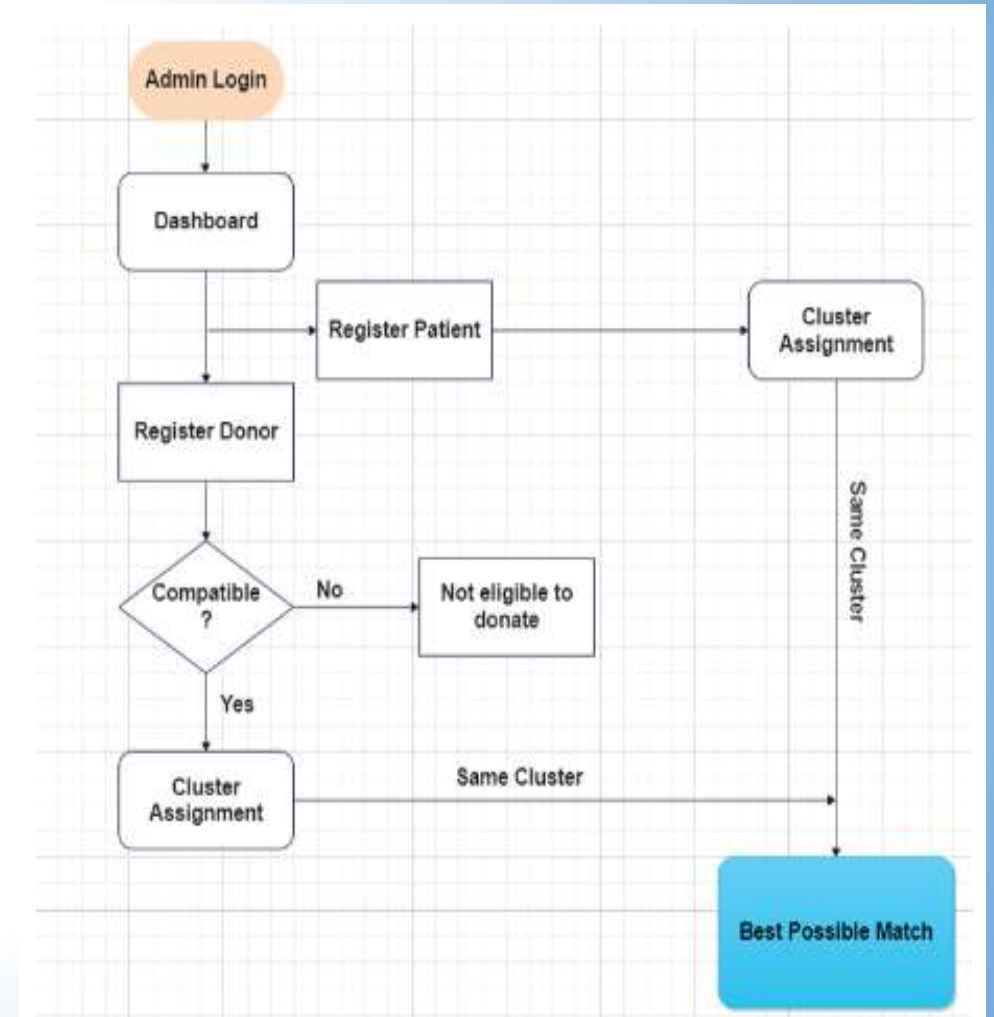 Admin Login
Dashboard
Register Patient
Cluster
Assignment
Register Donor
Same Cluster
Compatible
?
No
Not eligible to
donate
Yes
Cluster
Assignment
Same Cluster
Best Possible Match